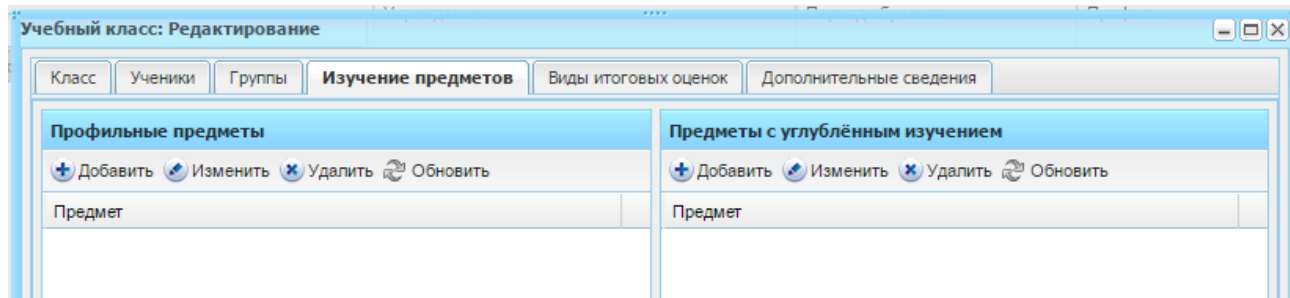 Учебный класс: Редактирование
Класс Ученики Группы Изучение предметов Виды итоговых оценок Дополнительные сведения
Профильные предметы Предметы с углублённым изучением
Добавить Изменить Удалить Обновить Добавить Изменить Удалить Обновить
Предмет Предмет